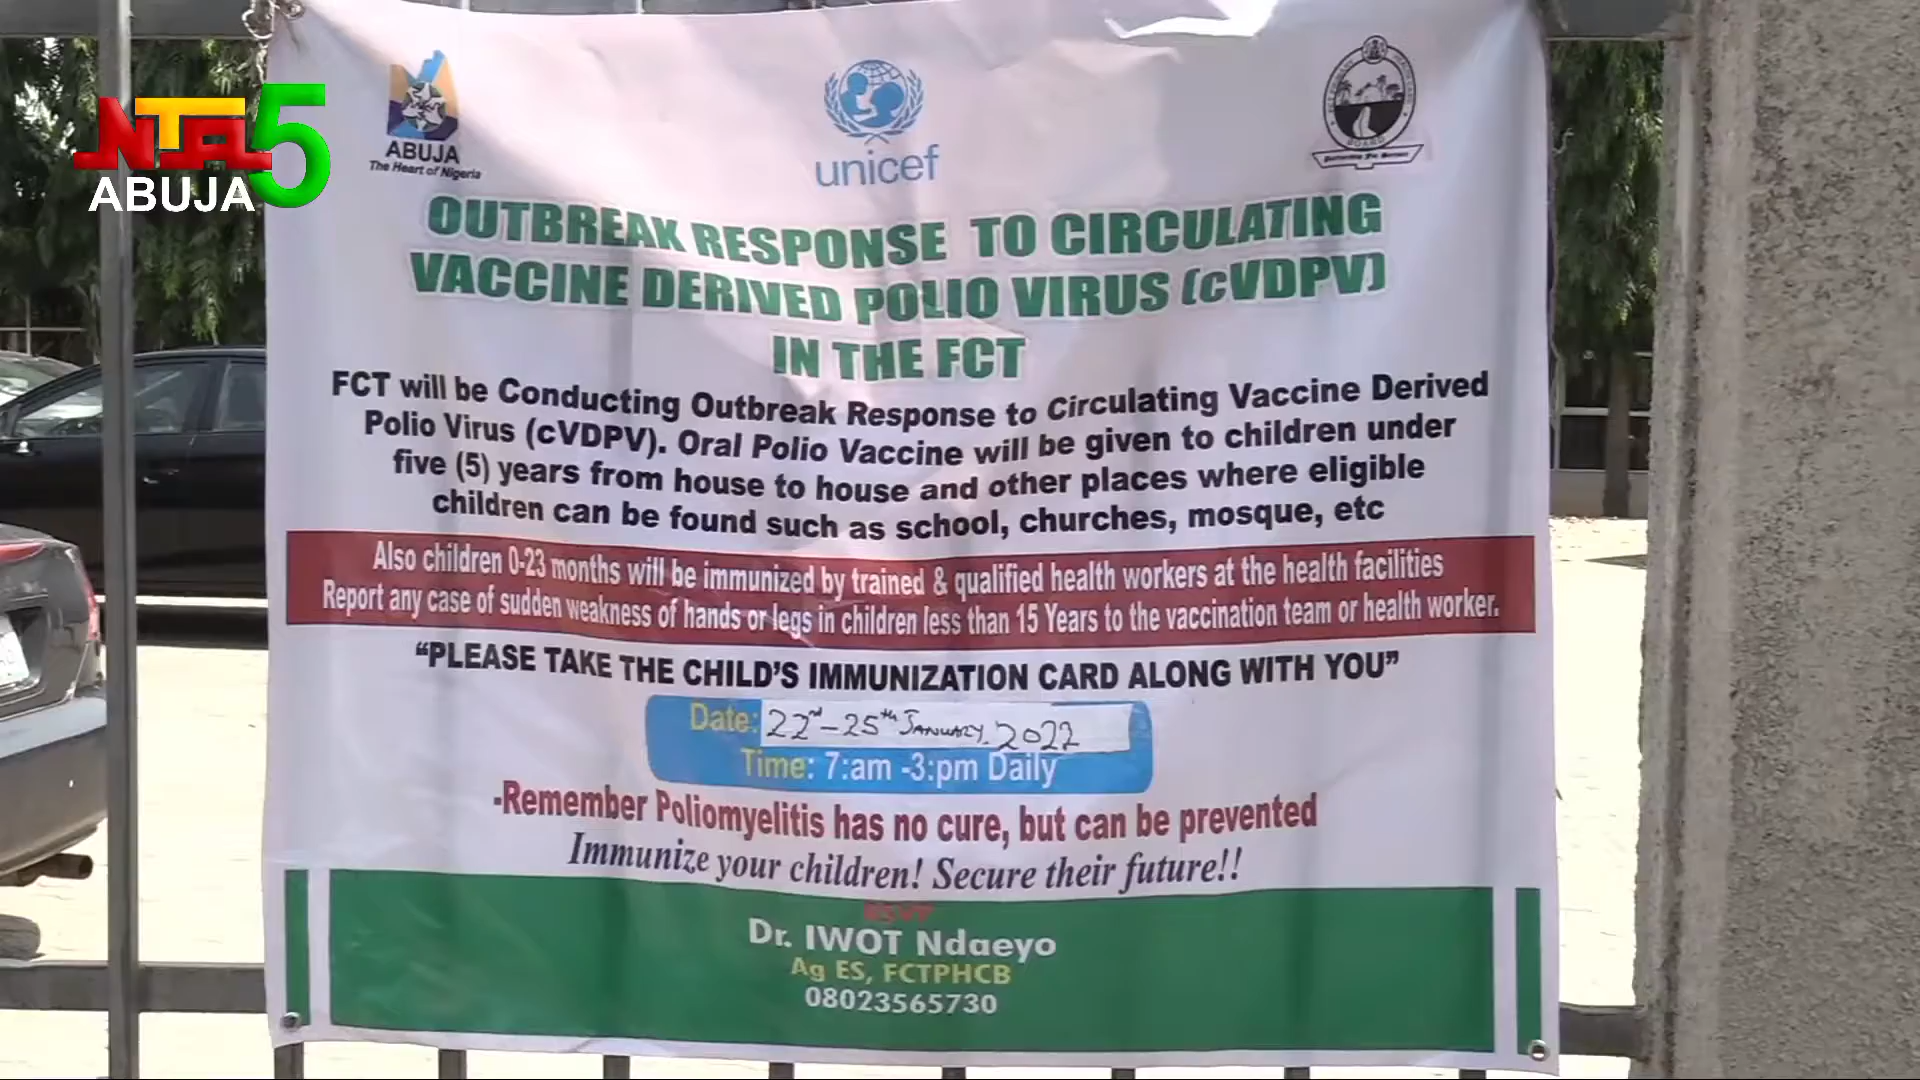 NTA 5
ABUJA
ABUJA
The Heart of Nigeria
unicef
BOARD
OUTBREAK RESPONSE TO CIRCULATING
VACCINE DERIVED POLIO VIRUS (cVDPV)
IN THE FCT
FCT will be Conducting Outbreak Response to Circulating Vaccine Derived
Polio Virus (cVDPV). Oral Polio Vaccine will be given to children under
five (5) years from house to house and other places where eligible
children can be found such as school, churches, mosque, etc
Also children 0-23 months will be immunized by trained & qualified health workers at the health facilities
Report any case of sudden weakness of hands or legs in children less than 15 Years to the vaccination team or health worker.
“PLEASE TAKE THE CHILD’S IMMUNIZATION CARD ALONG WITH YOU”
Date: 22nd-25th January, 2022
Time: 7:am -3:pm Daily
-Remember Poliomyelitis has no cure, but can be prevented
Immunize your children! Secure their future!!
RSVP
Dr. IWOT Ndaeyo
Ag ES, FCTPHCB
08023565730